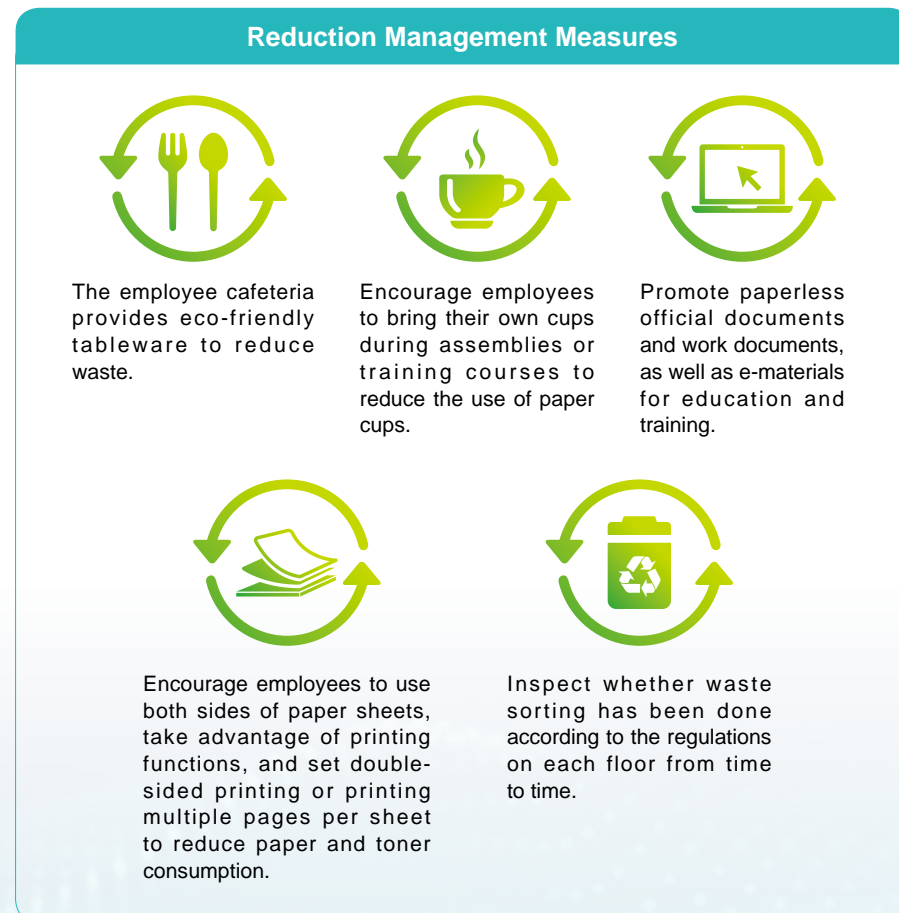 Reduction Management Measures
The employee cafeteria
provides eco-friendly
tableware to reduce
waste.
Encourage employees
to bring their own cups
during assemblies or
training courses to
reduce the use of paper
cups.
Promote paperless
official documents
and work documents,
as well as e-materials
for education and
training.
Encourage employees to use
both sides of paper sheets,
take advantage of printing
functions, and set double-
sided printing or printing
multiple pages per sheet
to reduce paper and toner
consumption.
Inspect whether waste
sorting has been done
according to the regulations
on each floor from time
to time.